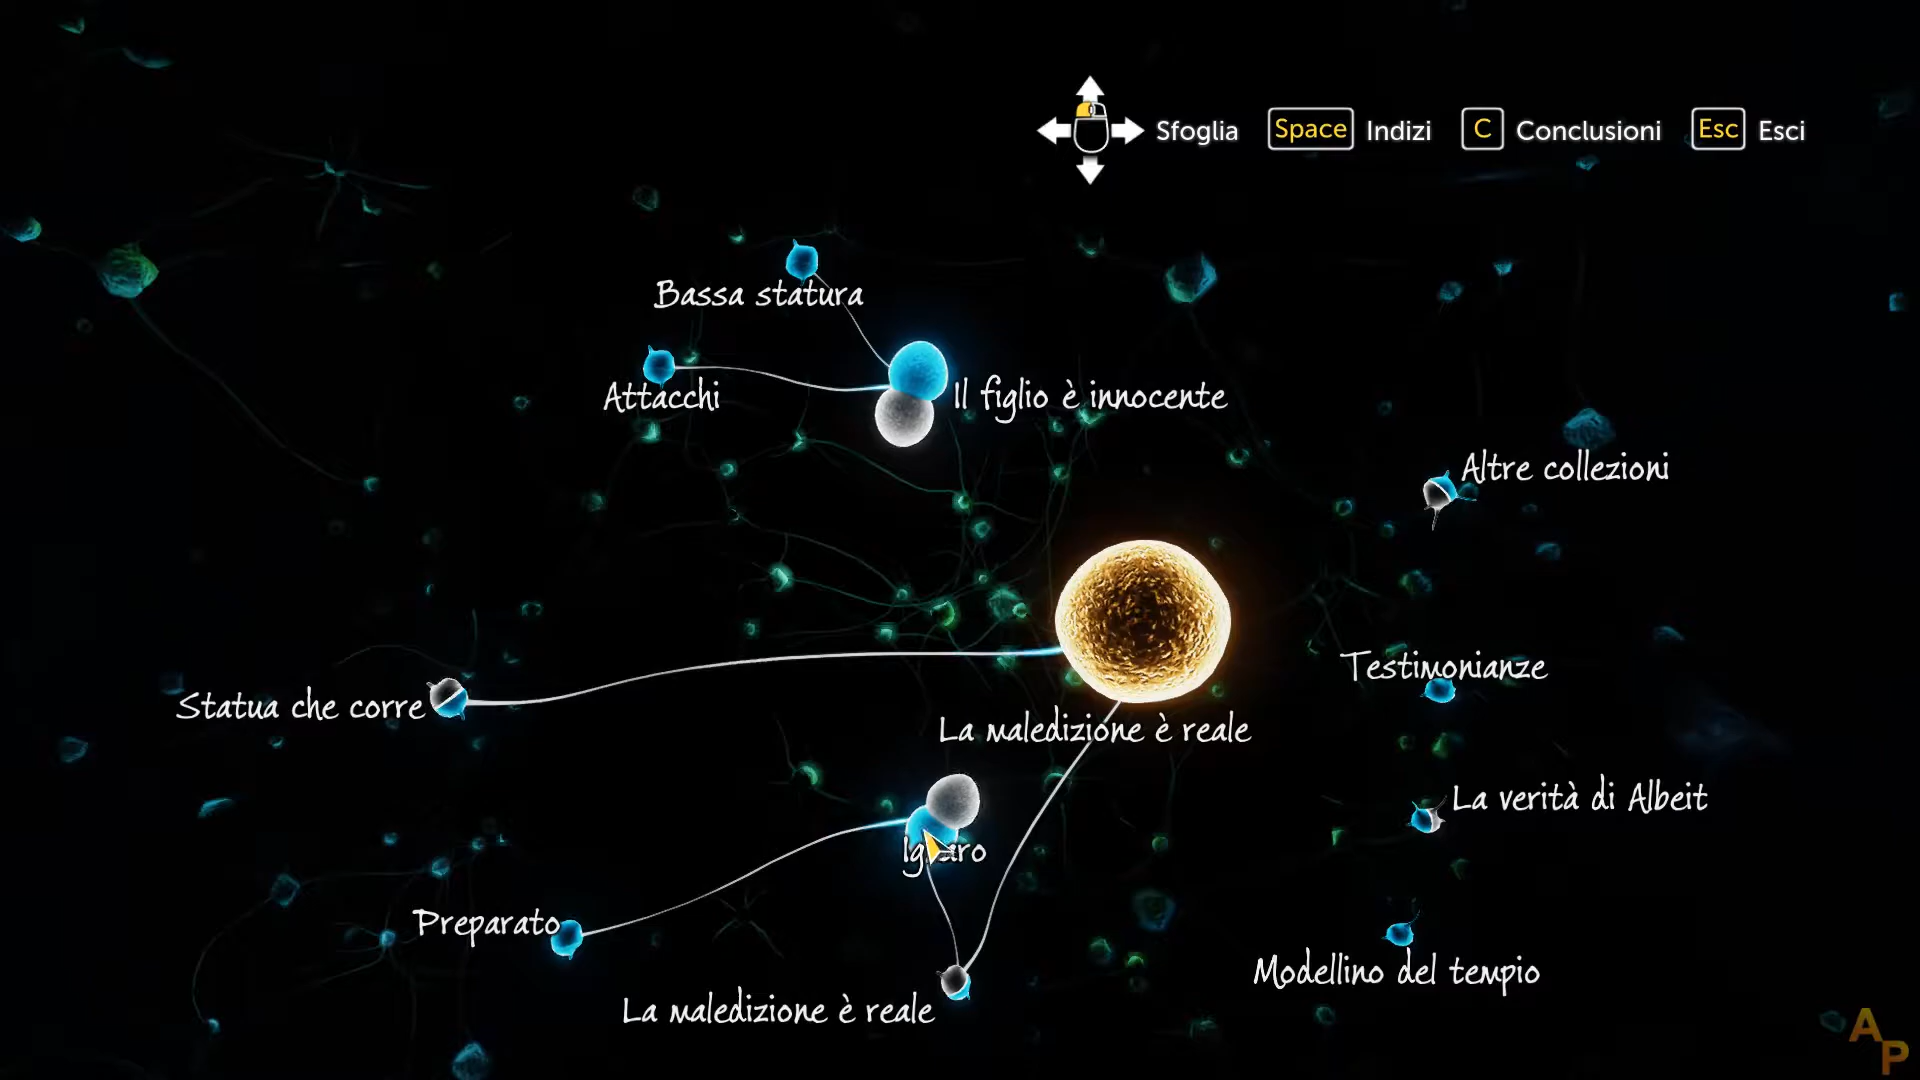 Sfoglia Space Indizi C Conclusioni Esc Esci
Bassa statura
Attacchi
Il figlio è innocente
Altre collezioni
Testimonianze
Statua che corre
La maledizione è reale
La verità di Albeit
Preparato
Modellino del tempio
La maledizione è reale
AP